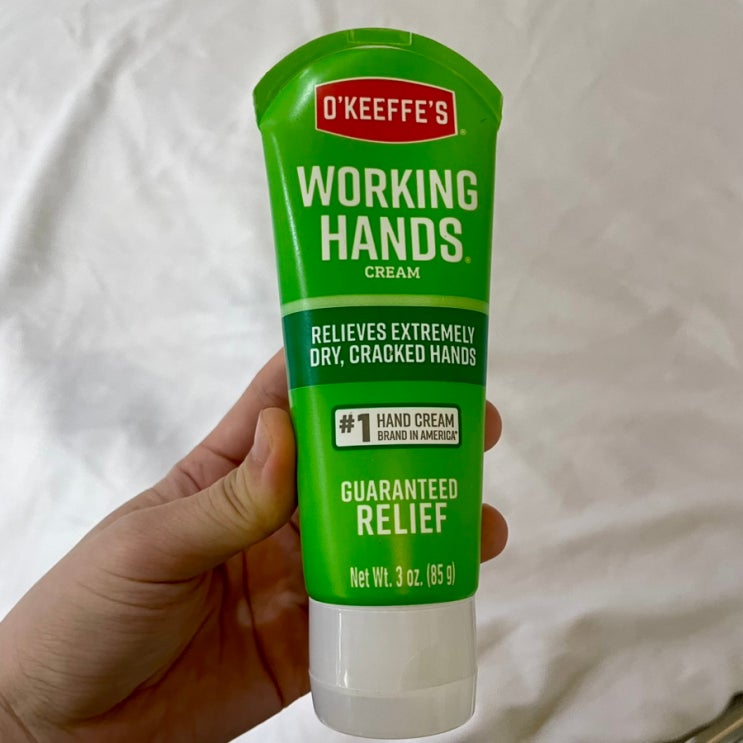 O'KEEFFE'S®
WORKING
HANDS®
CREAM
RELIEVES EXTREMELY
DRY, CRACKED HANDS
#1 HAND CREAM
BRAND IN AMERICA*
GUARANTEED
RELIEF
Net Wt. 3 oz. (85 g)